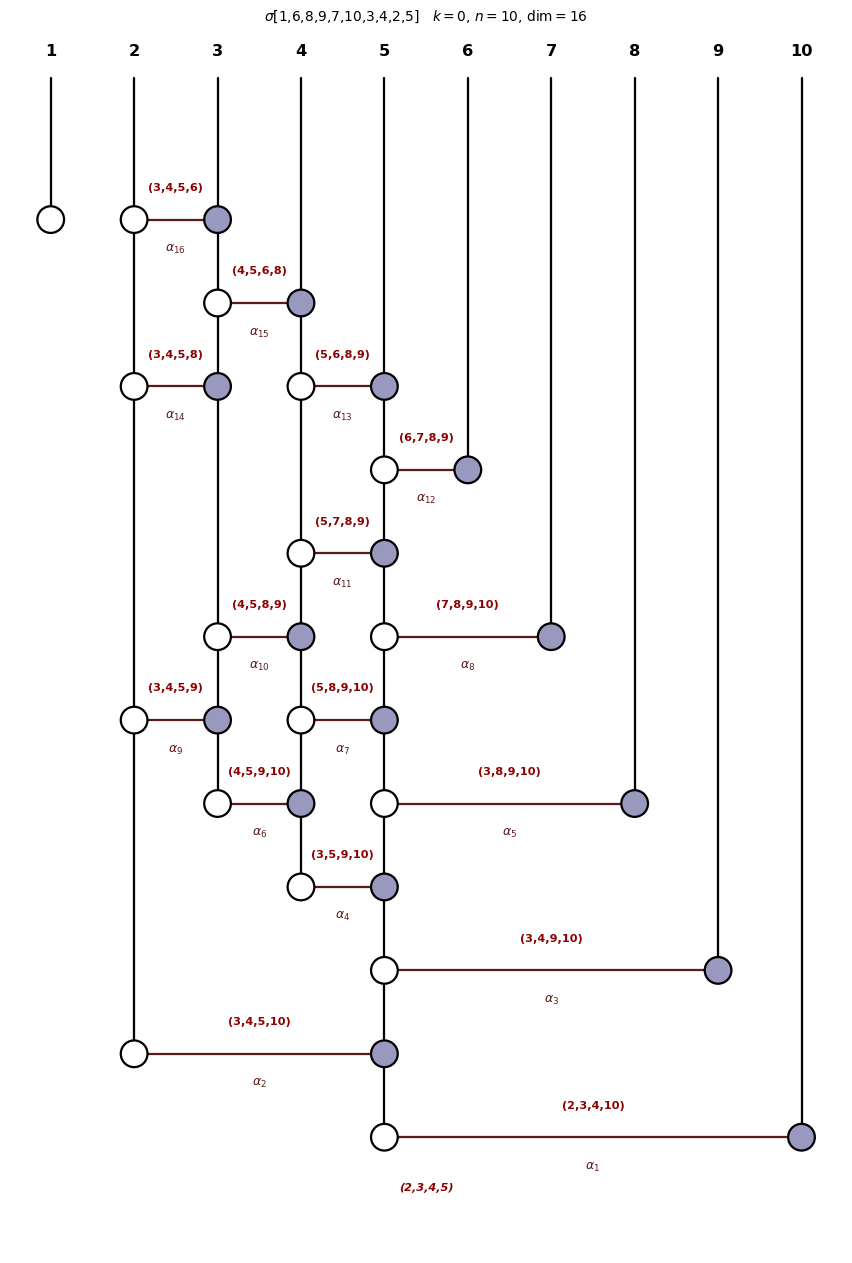 σ[1,6,8,9,7,10,3,4,2,5]   k=0, n=10, dim=16
1 2 3 4 5 6 7 8 9 10
(3,4,5,6)
α₁₆
(4,5,6,8)
α₁₅
(3,4,5,8) (5,6,8,9)
α₁₄ α₁₃
(6,7,8,9)
α₁₂
(5,7,8,9)
α₁₁
(4,5,8,9) (7,8,9,10)
α₁₀ α₈
(3,4,5,9) (5,8,9,10)
α₉ α₇
(4,5,9,10) (3,8,9,10)
α₆ α₅
(3,5,9,10)
α₄
(3,4,9,10)
α₃
(3,4,5,10)
α₂
(2,3,4,10)
α₁
(2,3,4,5)